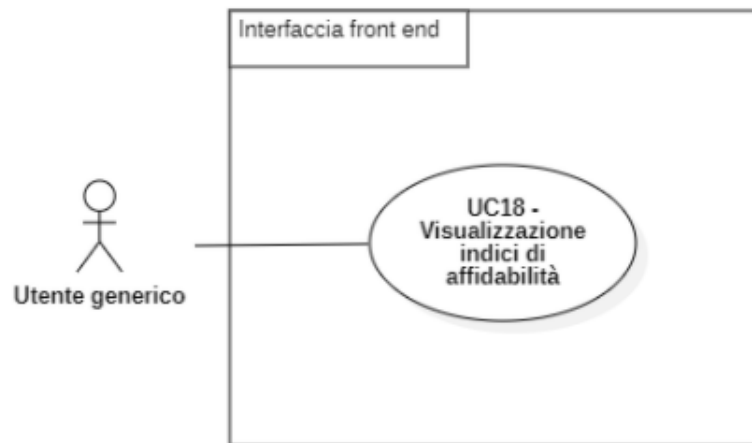 Interfaccia front end
UC18 -
Visualizzazione
indici di
affidabilità
Utente generico